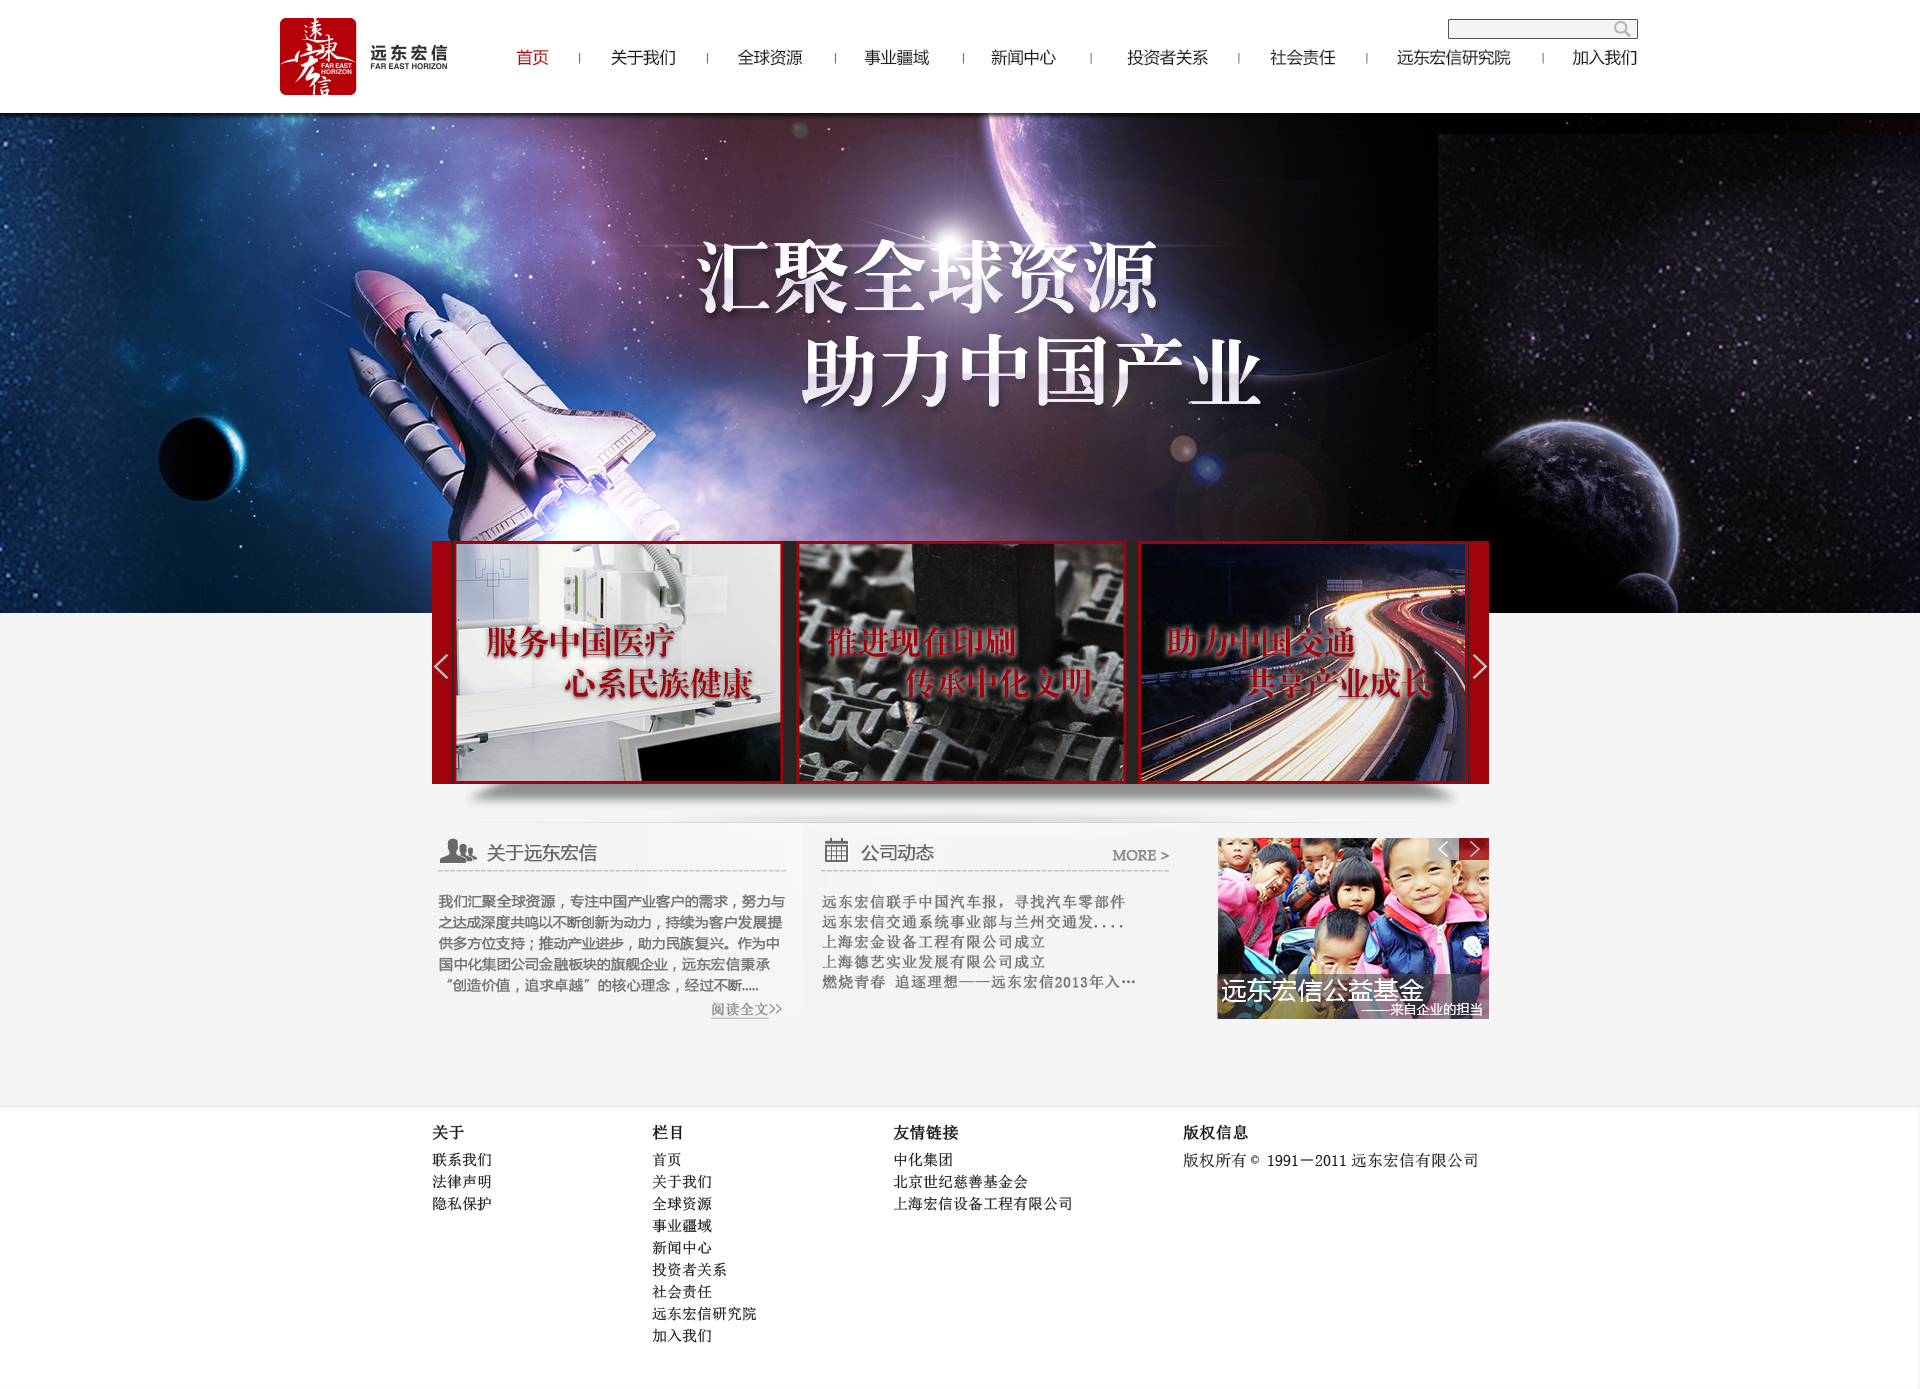 遠東宏信
FAR EAST
HORIZON
远东宏信
FAR EAST HORIZON
首页 | 关于我们 | 全球资源 | 事业疆域 | 新闻中心 | 投资者关系 | 社会责任 | 远东宏信研究院 | 加入我们
汇聚全球资源
助力中国产业
服务中国医疗
心系民族健康
推进现在印刷
传承中化文明
助力中国交通
共享产业成长
关于远东宏信
我们汇聚全球资源，专注中国产业客户的需求，努力与
之达成深度共鸣以不断创新为动力，持续为客户发展提
供多方位支持；推动产业进步，助力民族复兴。作为中
国中化集团公司金融板块的旗舰企业，远东宏信秉承
“创造价值，追求卓越”的核心理念，经过不断.....
阅读全文>>
公司动态
MORE >
远东宏信联手中国汽车报，寻找汽车零部件
远东宏信交通系统事业部与兰州交通发....
上海宏金设备工程有限公司成立
上海德艺实业发展有限公司成立
燃烧青春 追逐理想——远东宏信2013年入…
远东宏信公益基金
——来自企业的担当
关于
联系我们
法律声明
隐私保护
栏目
首页
关于我们
全球资源
事业疆域
新闻中心
投资者关系
社会责任
远东宏信研究院
加入我们
友情链接
中化集团
北京世纪慈善基金会
上海宏信设备工程有限公司
版权信息
版权所有© 1991－2011 远东宏信有限公司